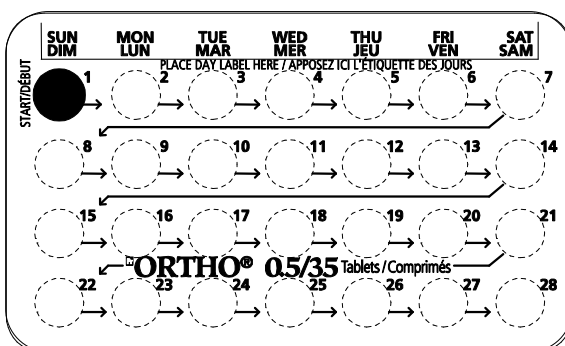 SUN MON TUE WED THU FRI SAT
DIM LUN MAR MER JEU VEN SAM
PLACE DAY LABEL HERE / APPOSEZ ICI L'ÉTIQUETTE DES JOURS
START/DÉBUT
1 2 3 4 5 6 7
8 9 10 11 12 13 14
15 16 17 18 19 20 21
ORTHO® 0.5/35 Tablets/Comprimés
22 23 24 25 26 27 28